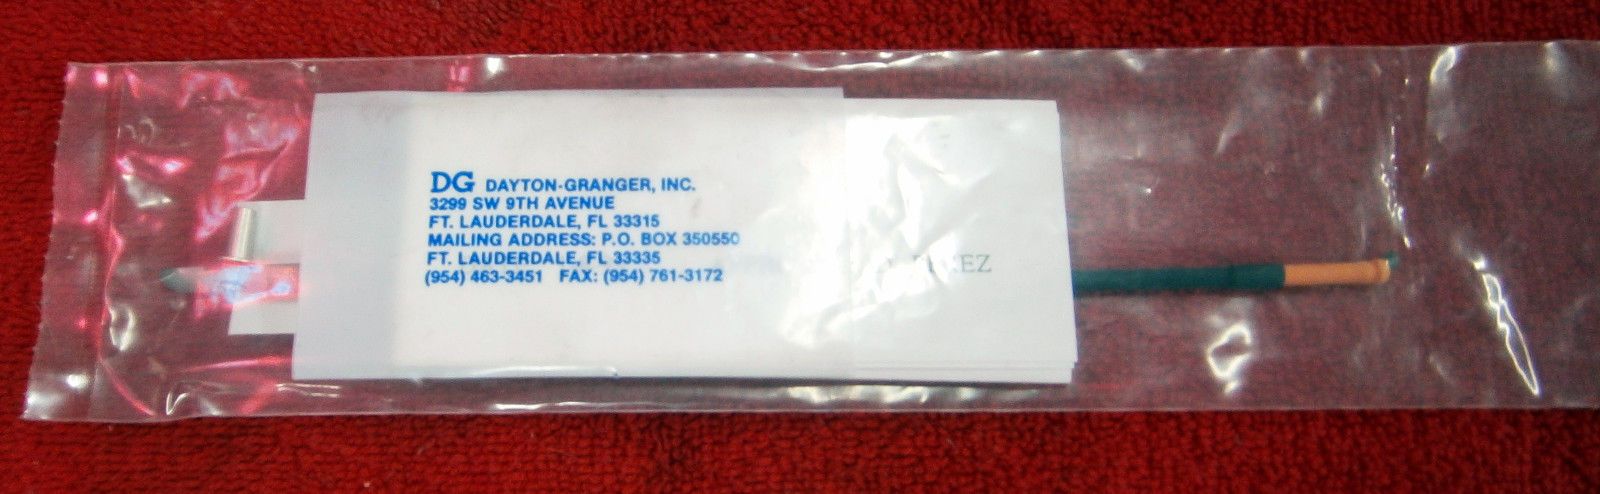 DG DAYTON-GRANGER, INC.
3299 SW 9TH AVENUE
FT. LAUDERDALE, FL 33315
MAILING ADDRESS: P.O. BOX 350550
FT. LAUDERDALE, FL 33335
(954) 463-3451 FAX: (954) 761-3172